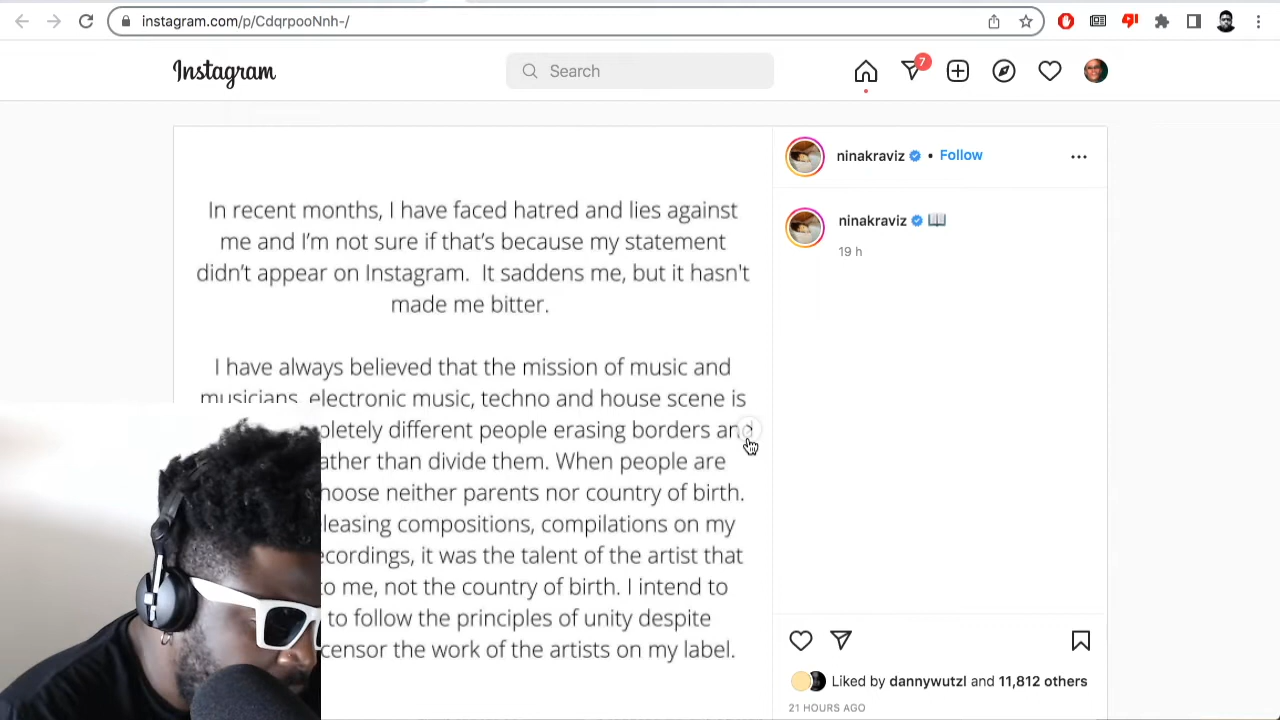 instagram.com/p/CdqrpooNnh-/
Instagram
Search
7
In recent months, I have faced hatred and lies against
me and I'm not sure if that's because my statement
didn't appear on Instagram. It saddens me, but it hasn't
made me bitter.
I have always believed that the mission of music and
musicians, electronic music, techno and house scene is
pletely different people erasing borders and
ather than divide them. When people are
hoose neither parents nor country of birth.
leasing compositions, compilations on my
ecordings, it was the talent of the artist that
to me, not the country of birth. I intend to
to follow the principles of unity despite
censor the work of the artists on my label.
ninakraviz • Follow
ninakraviz
19 h
Liked by dannywutzl and 11,812 others
21 HOURS AGO